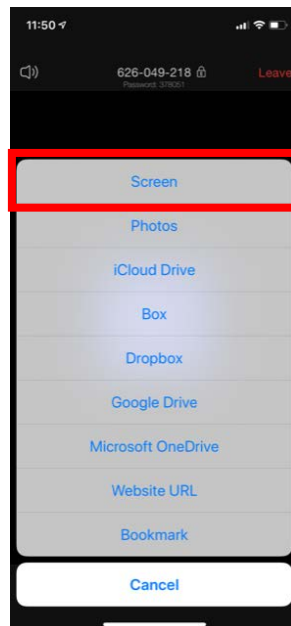 11:50
626-049-218
Leave
Password: 378051
Screen
Photos
iCloud Drive
Box
Dropbox
Google Drive
Microsoft OneDrive
Website URL
Bookmark
Cancel